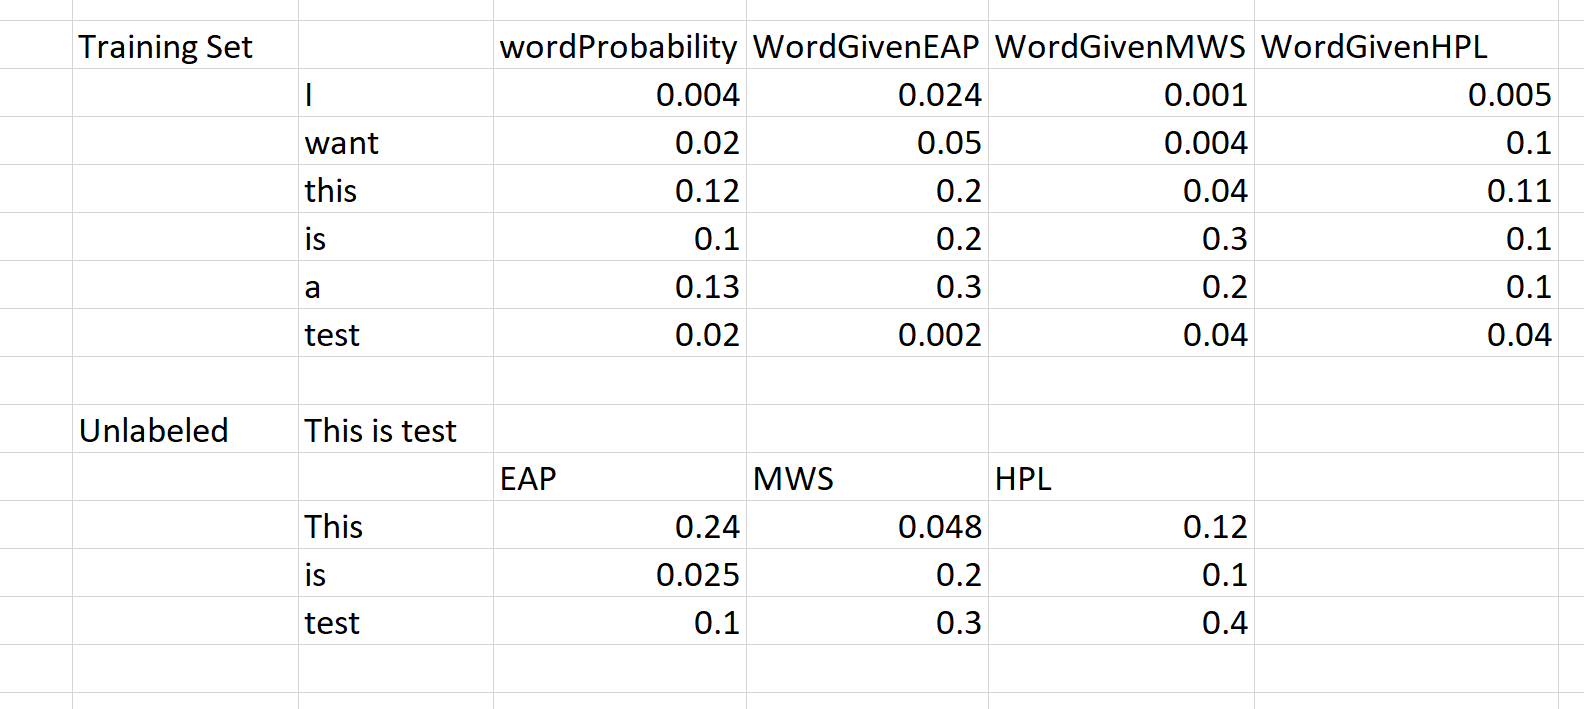 Training Set wordProbability WordGivenEAP WordGivenMWS WordGivenHPL
I 0.004 0.024 0.001 0.005
want 0.02 0.05 0.004 0.1
this 0.12 0.2 0.04 0.11
is 0.1 0.2 0.3 0.1
a 0.13 0.3 0.2 0.1
test 0.02 0.002 0.04 0.04
Unlabeled This is test
EAP MWS HPL
This 0.24 0.048 0.12
is 0.025 0.2 0.1
test 0.1 0.3 0.4